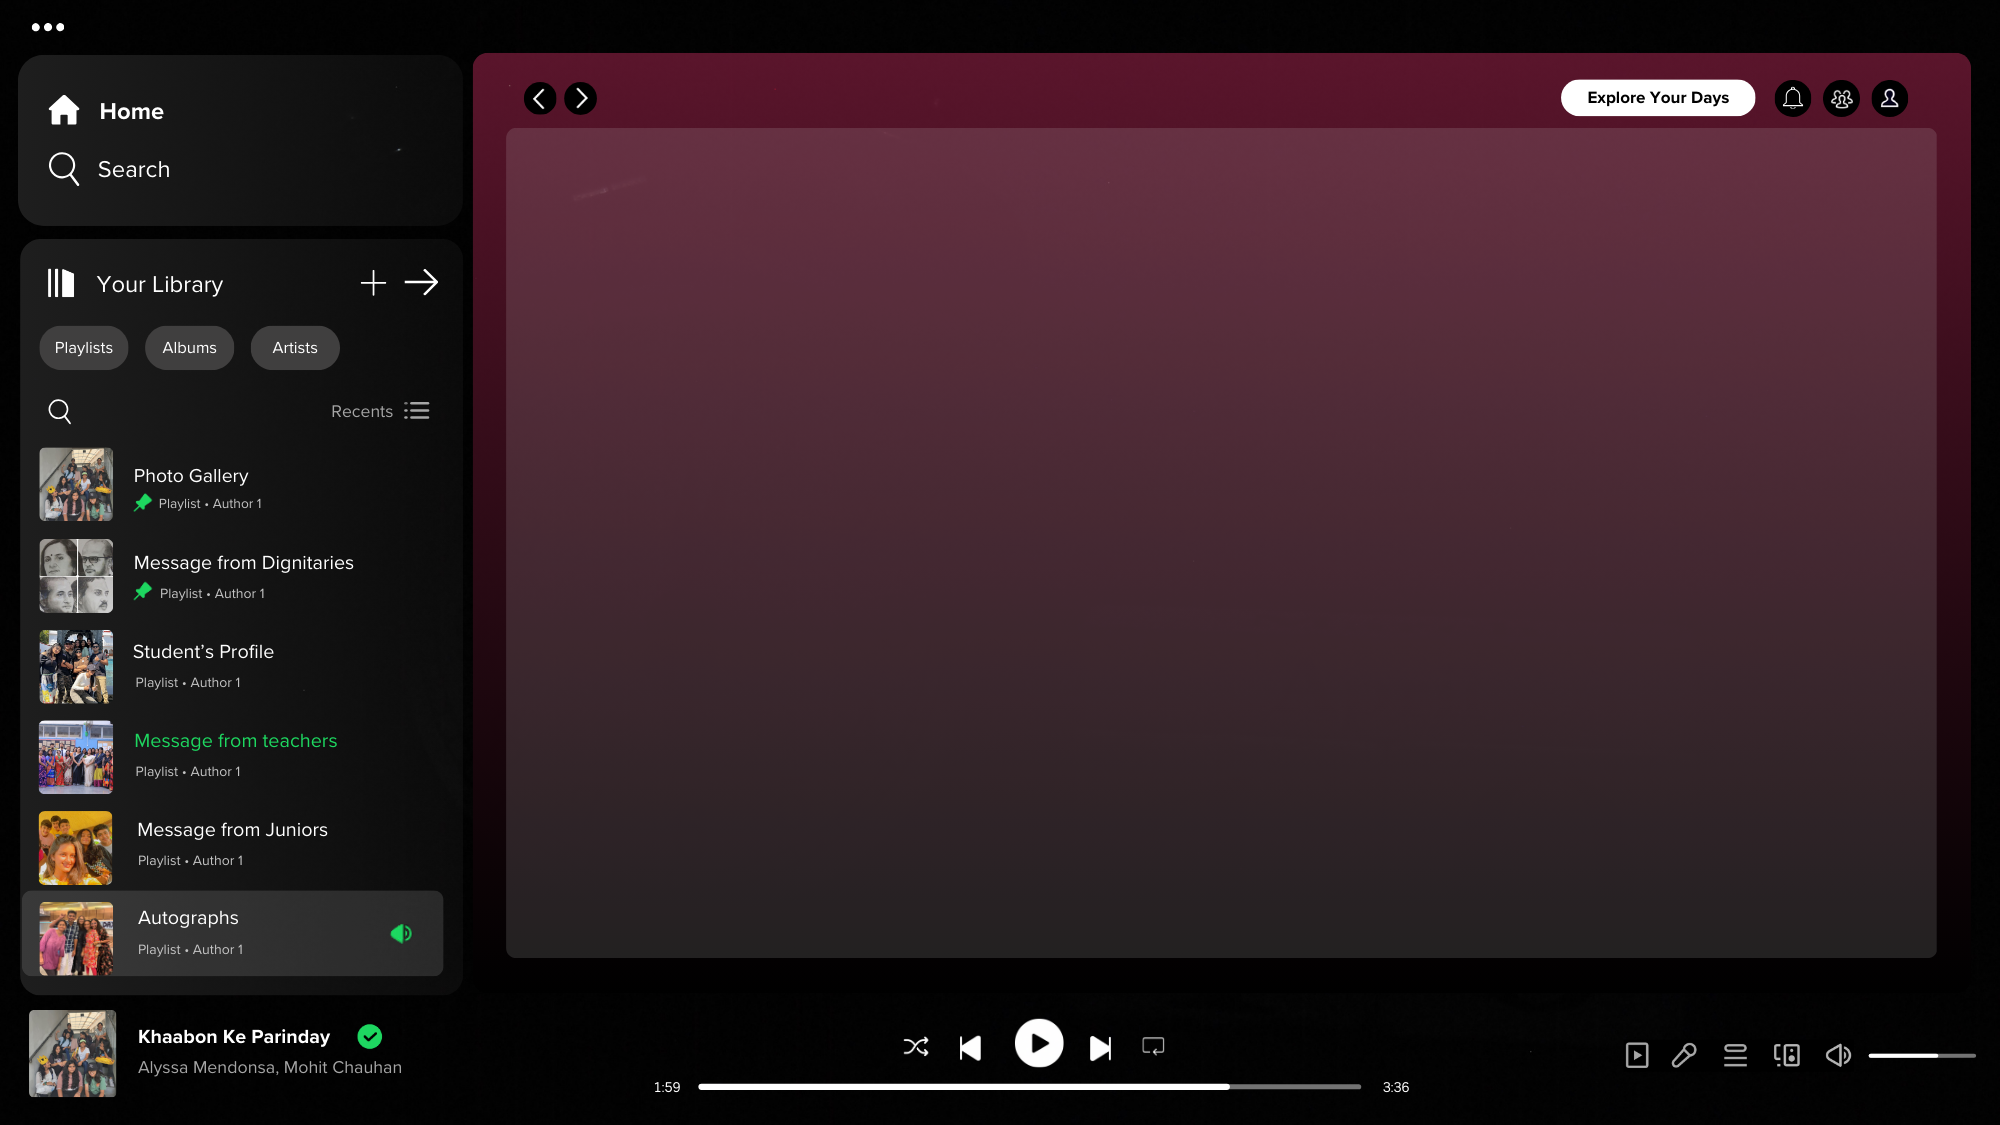 Home
Search
Your Library
Playlists
Albums
Artists
Recents
Photo Gallery
Playlist • Author 1
Message from Dignitaries
Playlist • Author 1
Student’s Profile
Playlist • Author 1
Message from teachers
Playlist • Author 1
Message from Juniors
Playlist • Author 1
Autographs
Playlist • Author 1
Explore Your Days
Khaabon Ke Parinday
Alyssa Mendonsa, Mohit Chauhan
1:59
3:36